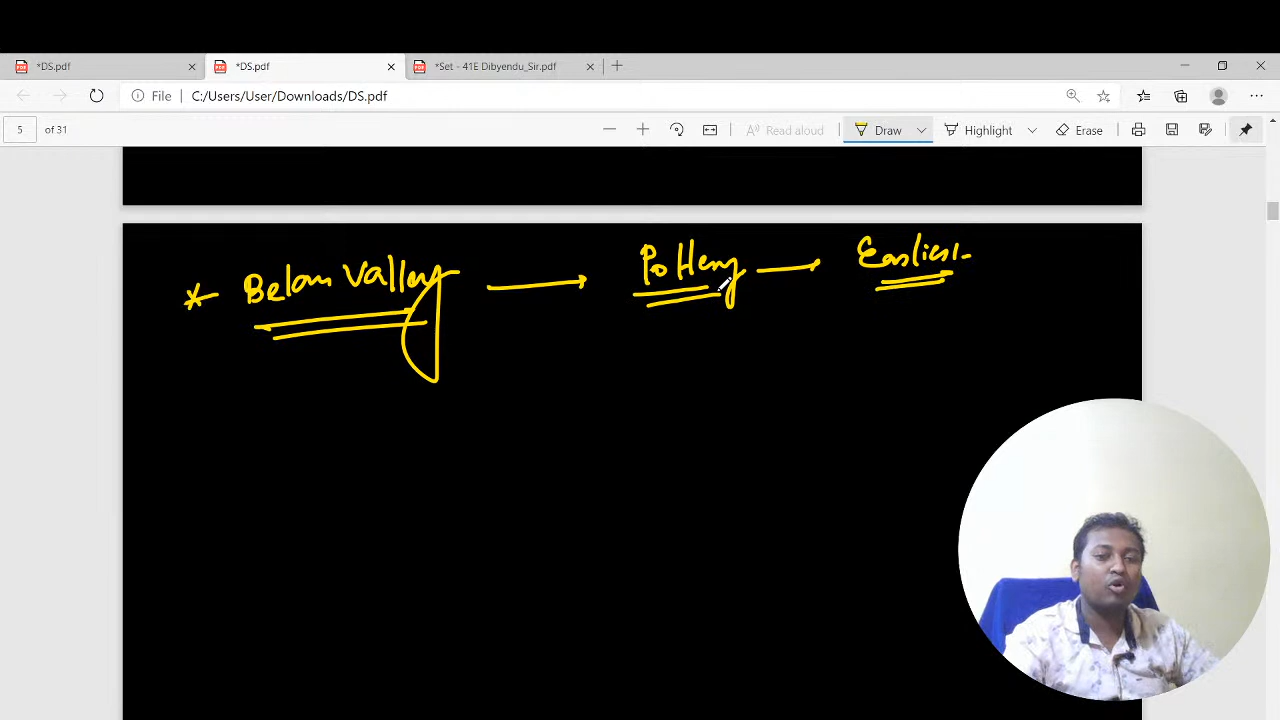 *DS.pdf *DS.pdf *Set - 41E Dibyendu_Sir.pdf
File C:/Users/User/Downloads/DS.pdf
5 of 31 Read aloud Draw Highlight Erase
* Belan Valley → Pottery → Earliest